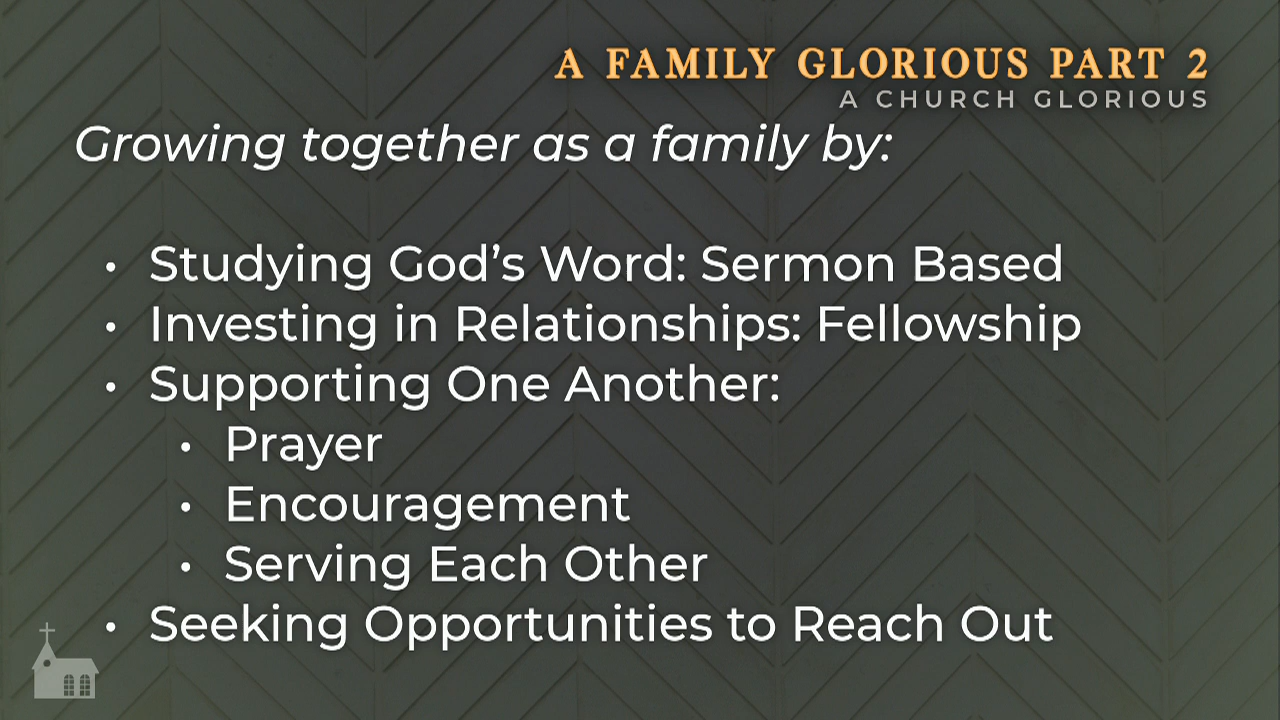 A FAMILY GLORIOUS PART 2
A CHURCH GLORIOUS
Growing together as a family by:
• Studying God’s Word: Sermon Based
• Investing in Relationships: Fellowship
• Supporting One Another:
• Prayer
• Encouragement
• Serving Each Other
• Seeking Opportunities to Reach Out